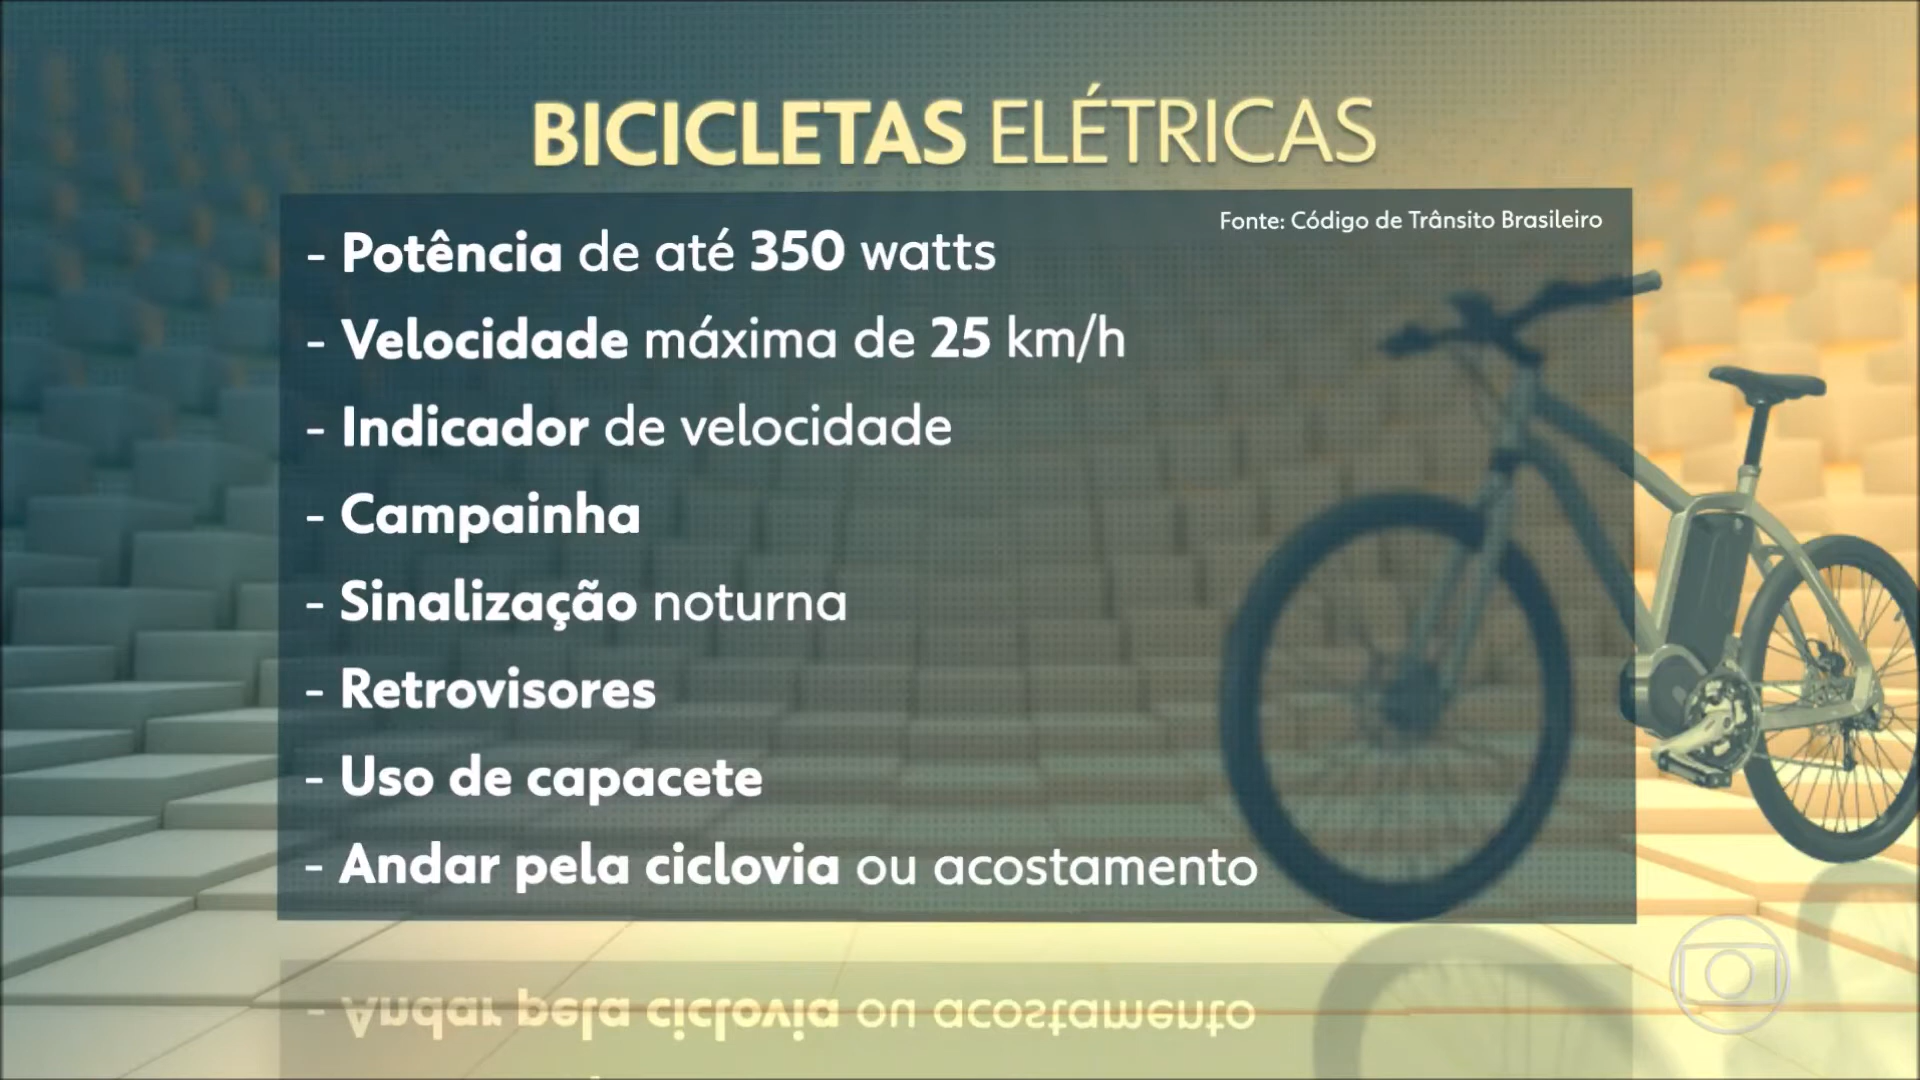 BICICLETAS ELÉTRICAS
Fonte: Código de Trânsito Brasileiro
- Potência de até 350 watts
- Velocidade máxima de 25 km/h
- Indicador de velocidade
- Campainha
- Sinalização noturna
- Retrovisores
- Uso de capacete
- Andar pela ciclovia ou acostamento